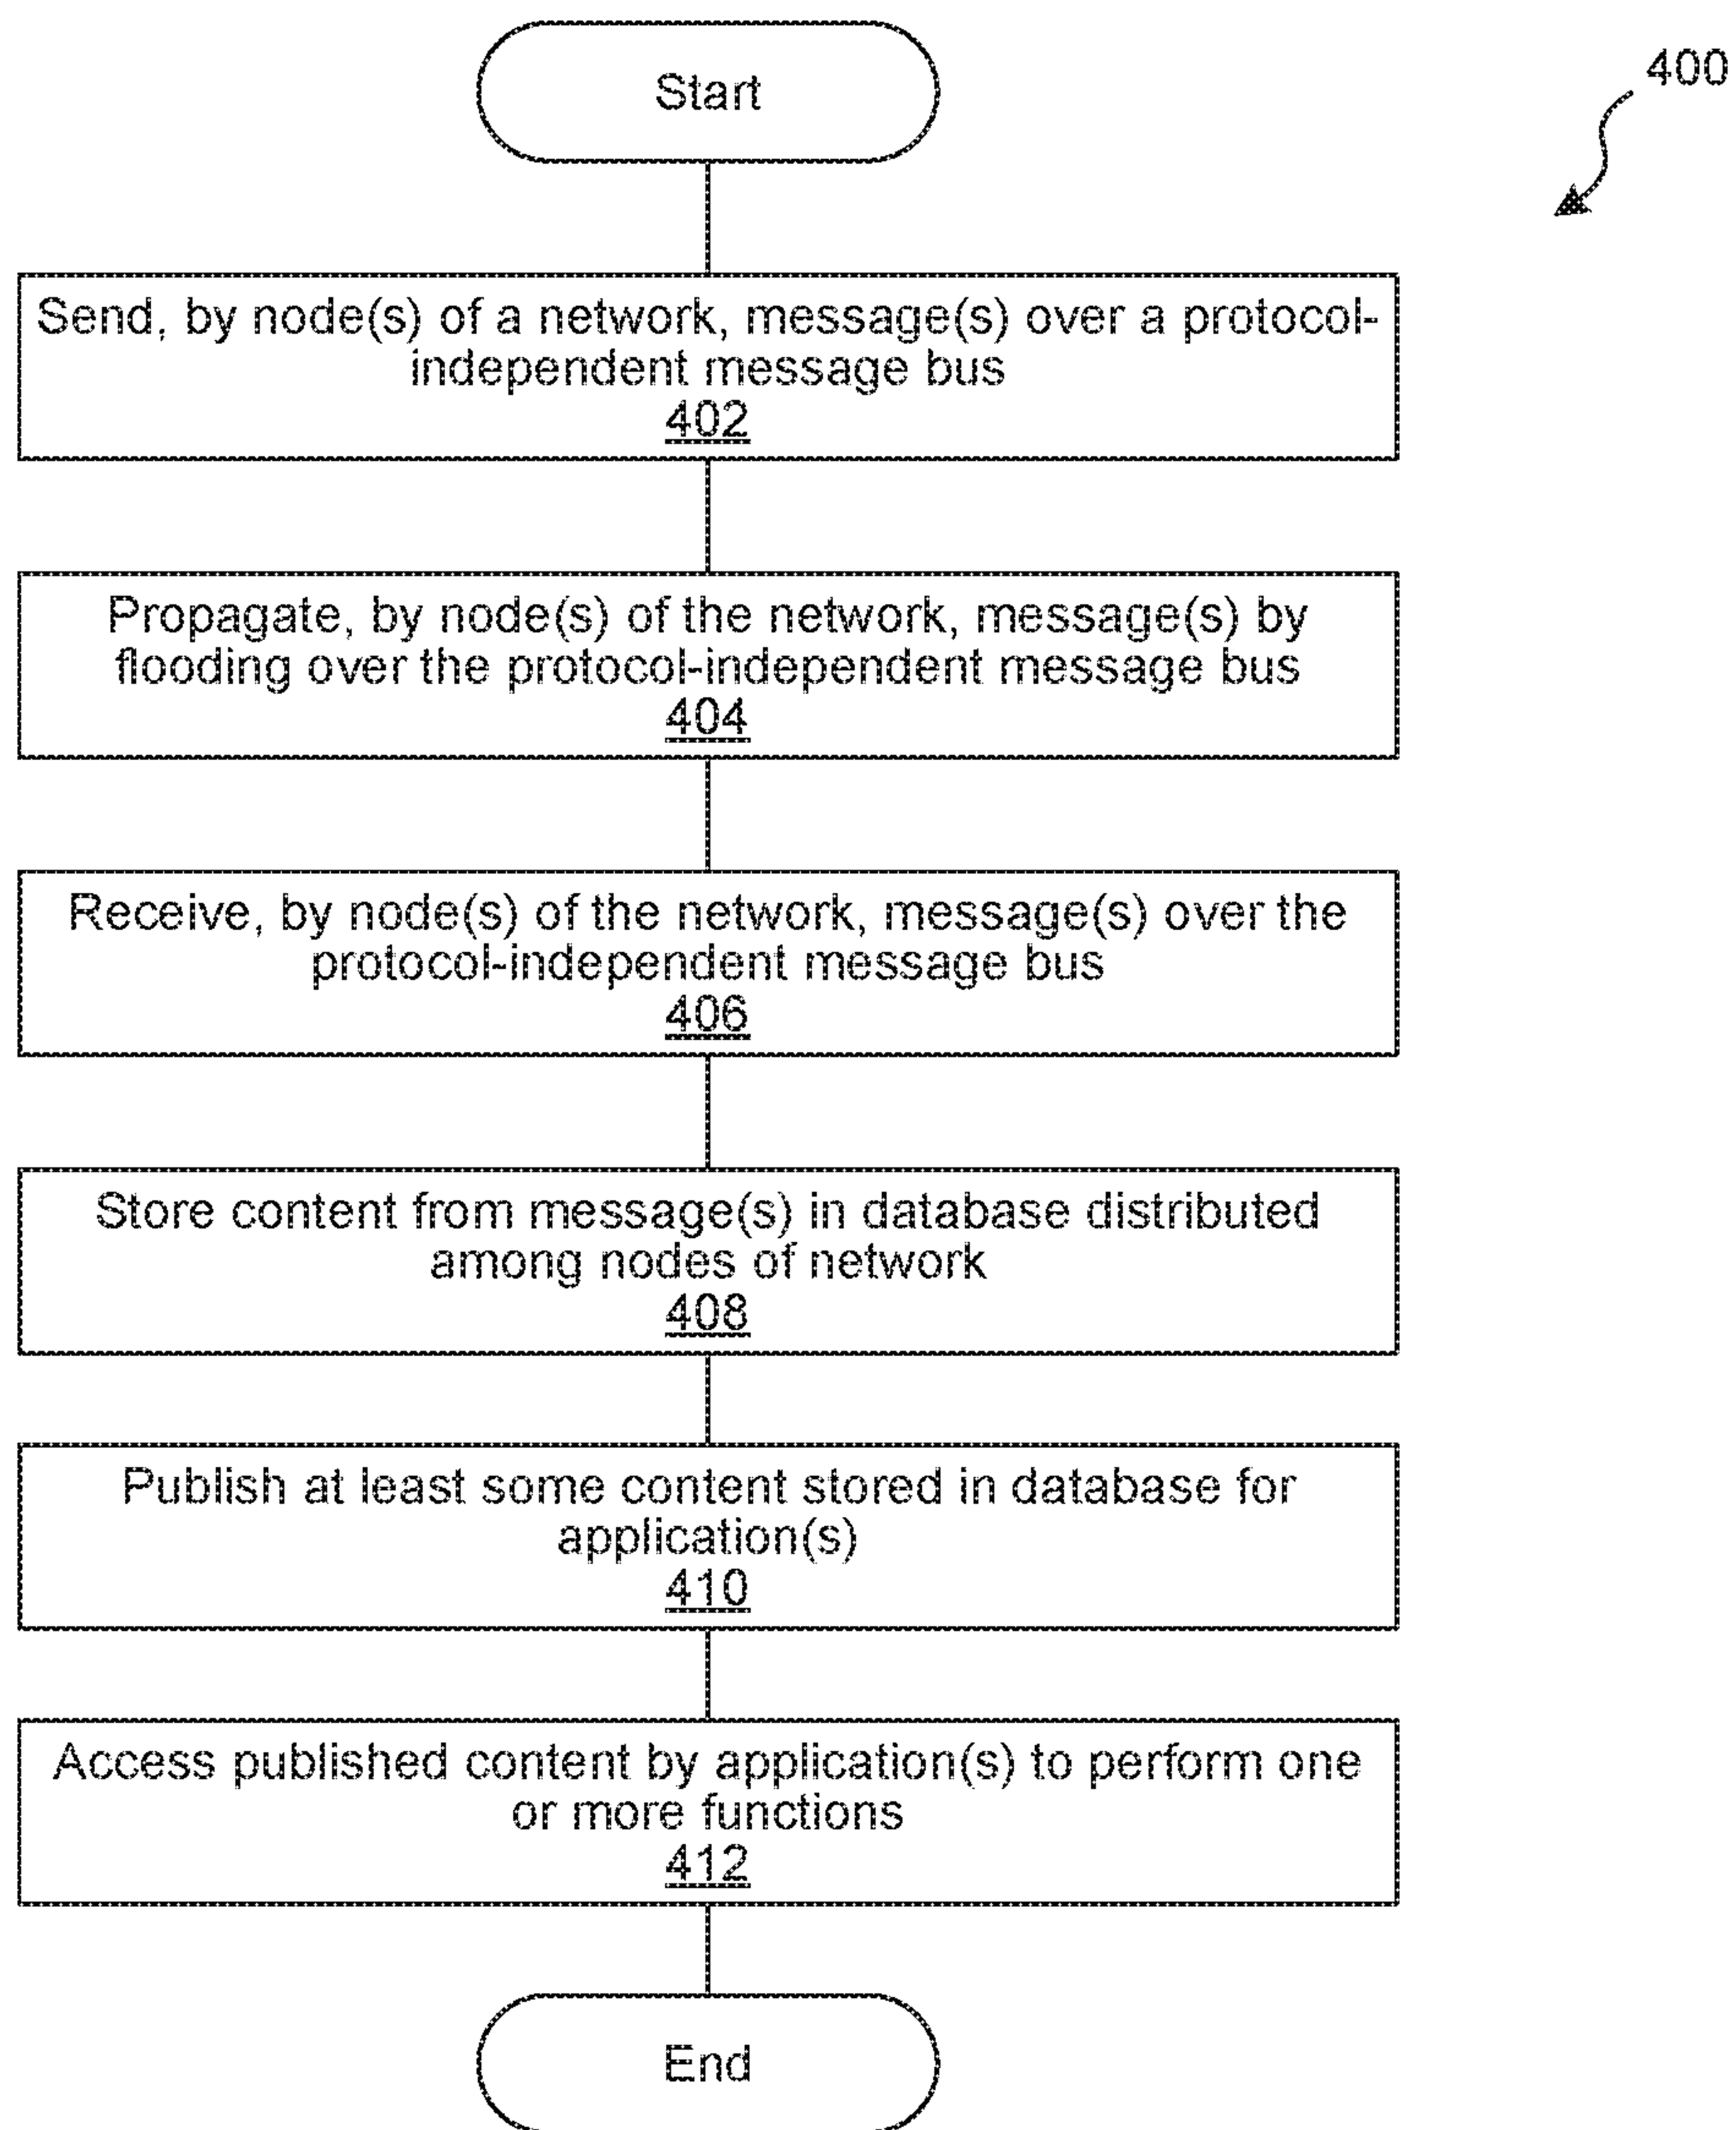 Start
400
Send, by node(s) of a network, message(s) over a protocol-
independent message bus
402
Propagate, by node(s) of the network, message(s) by
flooding over the protocol-independent message bus
404
Receive, by node(s) of the network, message(s) over the
protocol-independent message bus
406
Store content from message(s) in database distributed
among nodes of network
408
Publish at least some content stored in database for
application(s)
410
Access published content by application(s) to perform one
or more functions
412
End